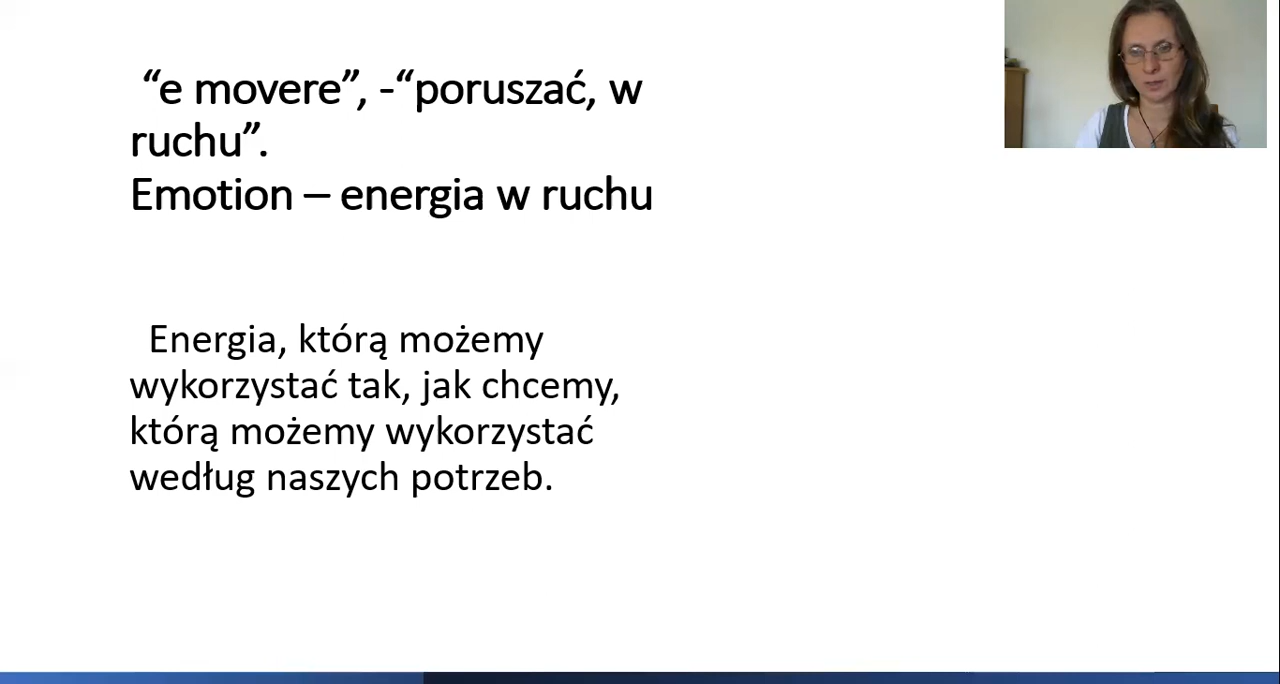 “e movere”, -“poruszać, w
ruchu”.
Emotion – energia w ruchu
Energia, którą możemy
wykorzystać tak, jak chcemy,
którą możemy wykorzystać
według naszych potrzeb.